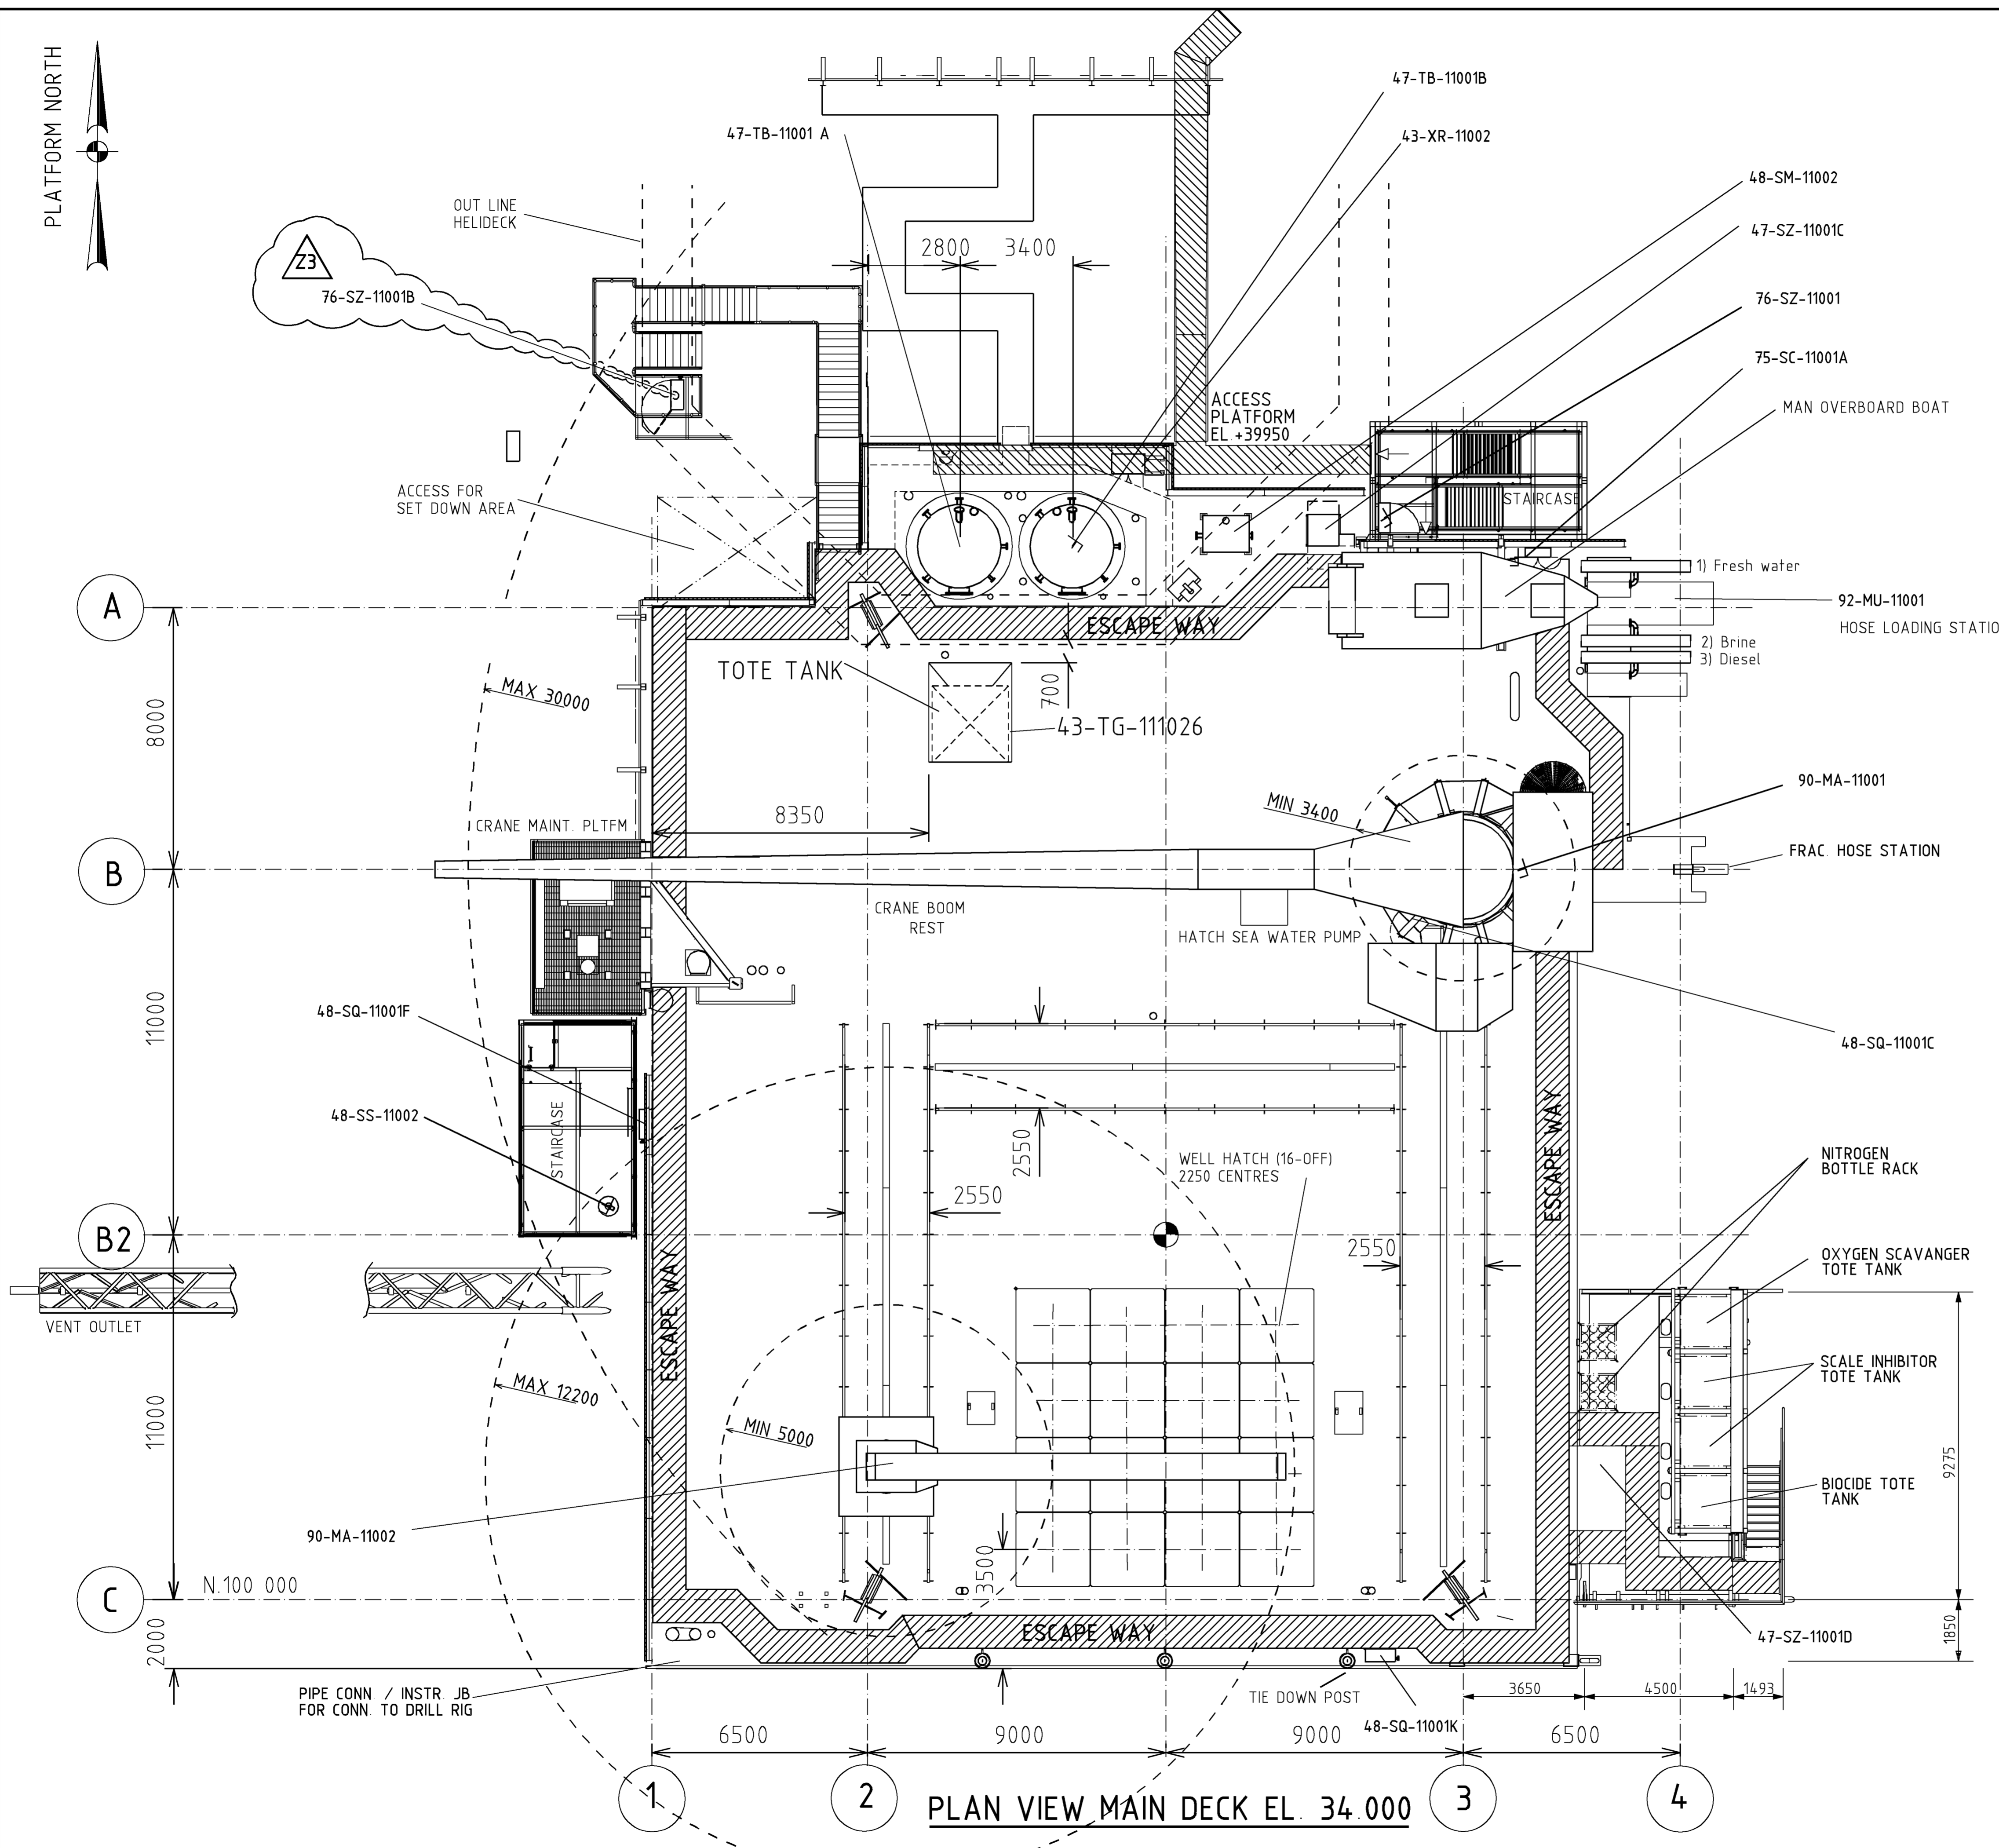 PLATFORM NORTH
47-TB-11001B
47-TB-11001 A
43-XR-11002
48-SM-11002
OUT LINE
HELIDECK
47-SZ-11001C
2800
3400
Z3
76-SZ-11001B
76-SZ-11001
75-SC-11001A
ACCESS
PLATFORM
EL.+39950
MAN OVERBOARD BOAT
ACCESS FOR
SET DOWN AREA
STAIRCASE
1) Fresh water
A
92-MU-11001
HOSE LOADING STATIO
ESCAPE WAY
2) Brine
3) Diesel
TOTE TANK
700
MAX 30000
43-TG-111026
8000
90-MA-11001
8350
MIN 3400
CRANE MAINT. PLTFM
FRAC. HOSE STATION
B
CRANE BOOM
REST
HATCH SEA WATER PUMP
48-SQ-11001F
11000
48-SQ-11001C
48-SS-11002
STAIRCASE
2550
WELL HATCH (16-OFF)
2250 CENTRES
ESCAPE WAY
NITROGEN
BOTTLE RACK
2550
B2
2550
OXYGEN SCAVANGER
TOTE TANK
ESCAPE WAY
VENT OUTLET
SCALE INHIBITOR
TOTE TANK
MAX 12200
11000
MIN 5000
9275
BIOCIDE TOTE
TANK
90-MA-11002
3500
N.100 000
C
ESCAPE WAY
47-SZ-11001D
2000
1850
PIPE CONN. / INSTR. JB
FOR CONN. TO DRILL RIG
TIE DOWN POST
3650
4500
1493
48-SQ-11001K
6500
9000
9000
6500
1
2
3
4
PLAN VIEW MAIN DECK EL. 34.000